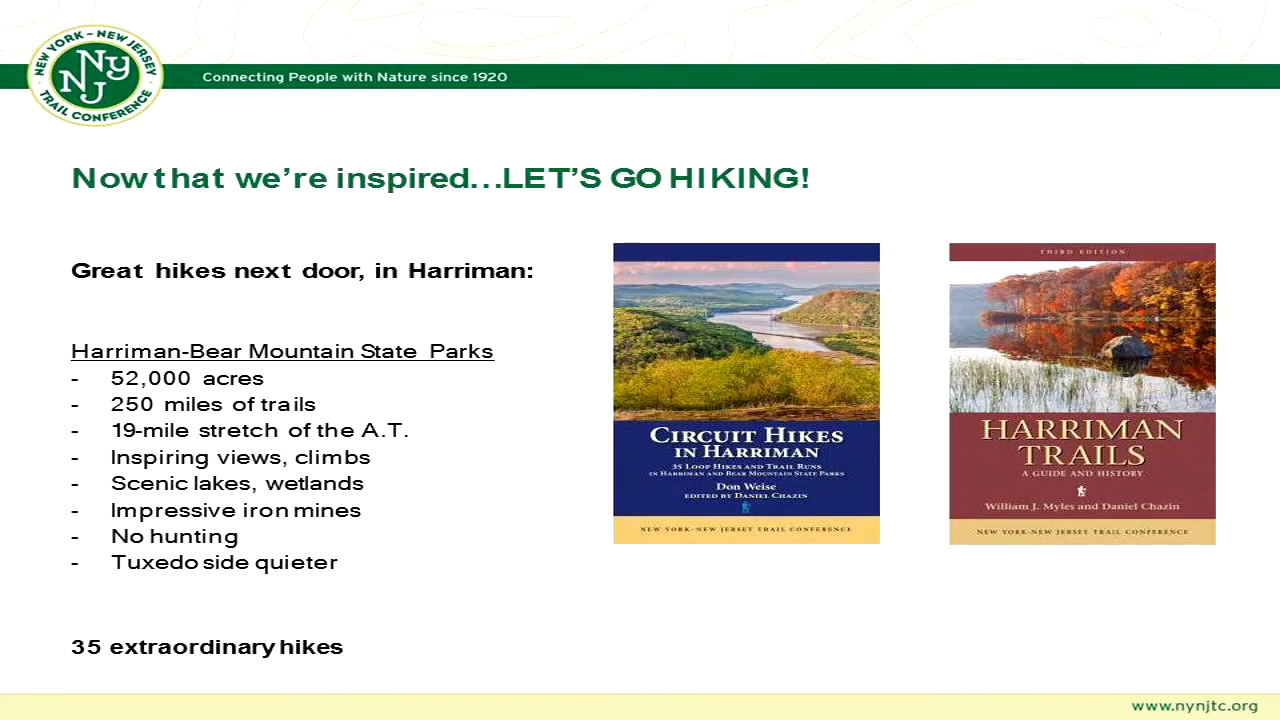 NEW YORK - NEW JERSEY
NY
NJ
TRAIL CONFERENCE
Connecting People with Nature since 1920
Now that we're inspired...LET'S GO HIKING!
Great hikes next door, in Harriman:
Harriman-Bear Mountain State Parks
- 52,000 acres
- 250 miles of trails
- 19-mile stretch of the A.T.
- Inspiring views, climbs
- Scenic lakes, wetlands
- Impressive iron mines
- No hunting
- Tuxedo side quieter
35 extraordinary hikes
CIRCUIT HIKES
IN HARRIMAN
35 LOOP HIKES AND TRAIL RUNS
IN HARRIMAN AND BEAR MOUNTAIN STATE PARKS
Don Weise
EDITED BY DANIEL CHAZIN
NEW YORK-NEW JERSEY TRAIL CONFERENCE
THIRD EDITION
HARRIMAN
TRAILS
A GUIDE AND HISTORY
William J. Myles and Daniel Chazin
NEW YORK-NEW JERSEY TRAIL CONFERENCE
www.nynjtc.org